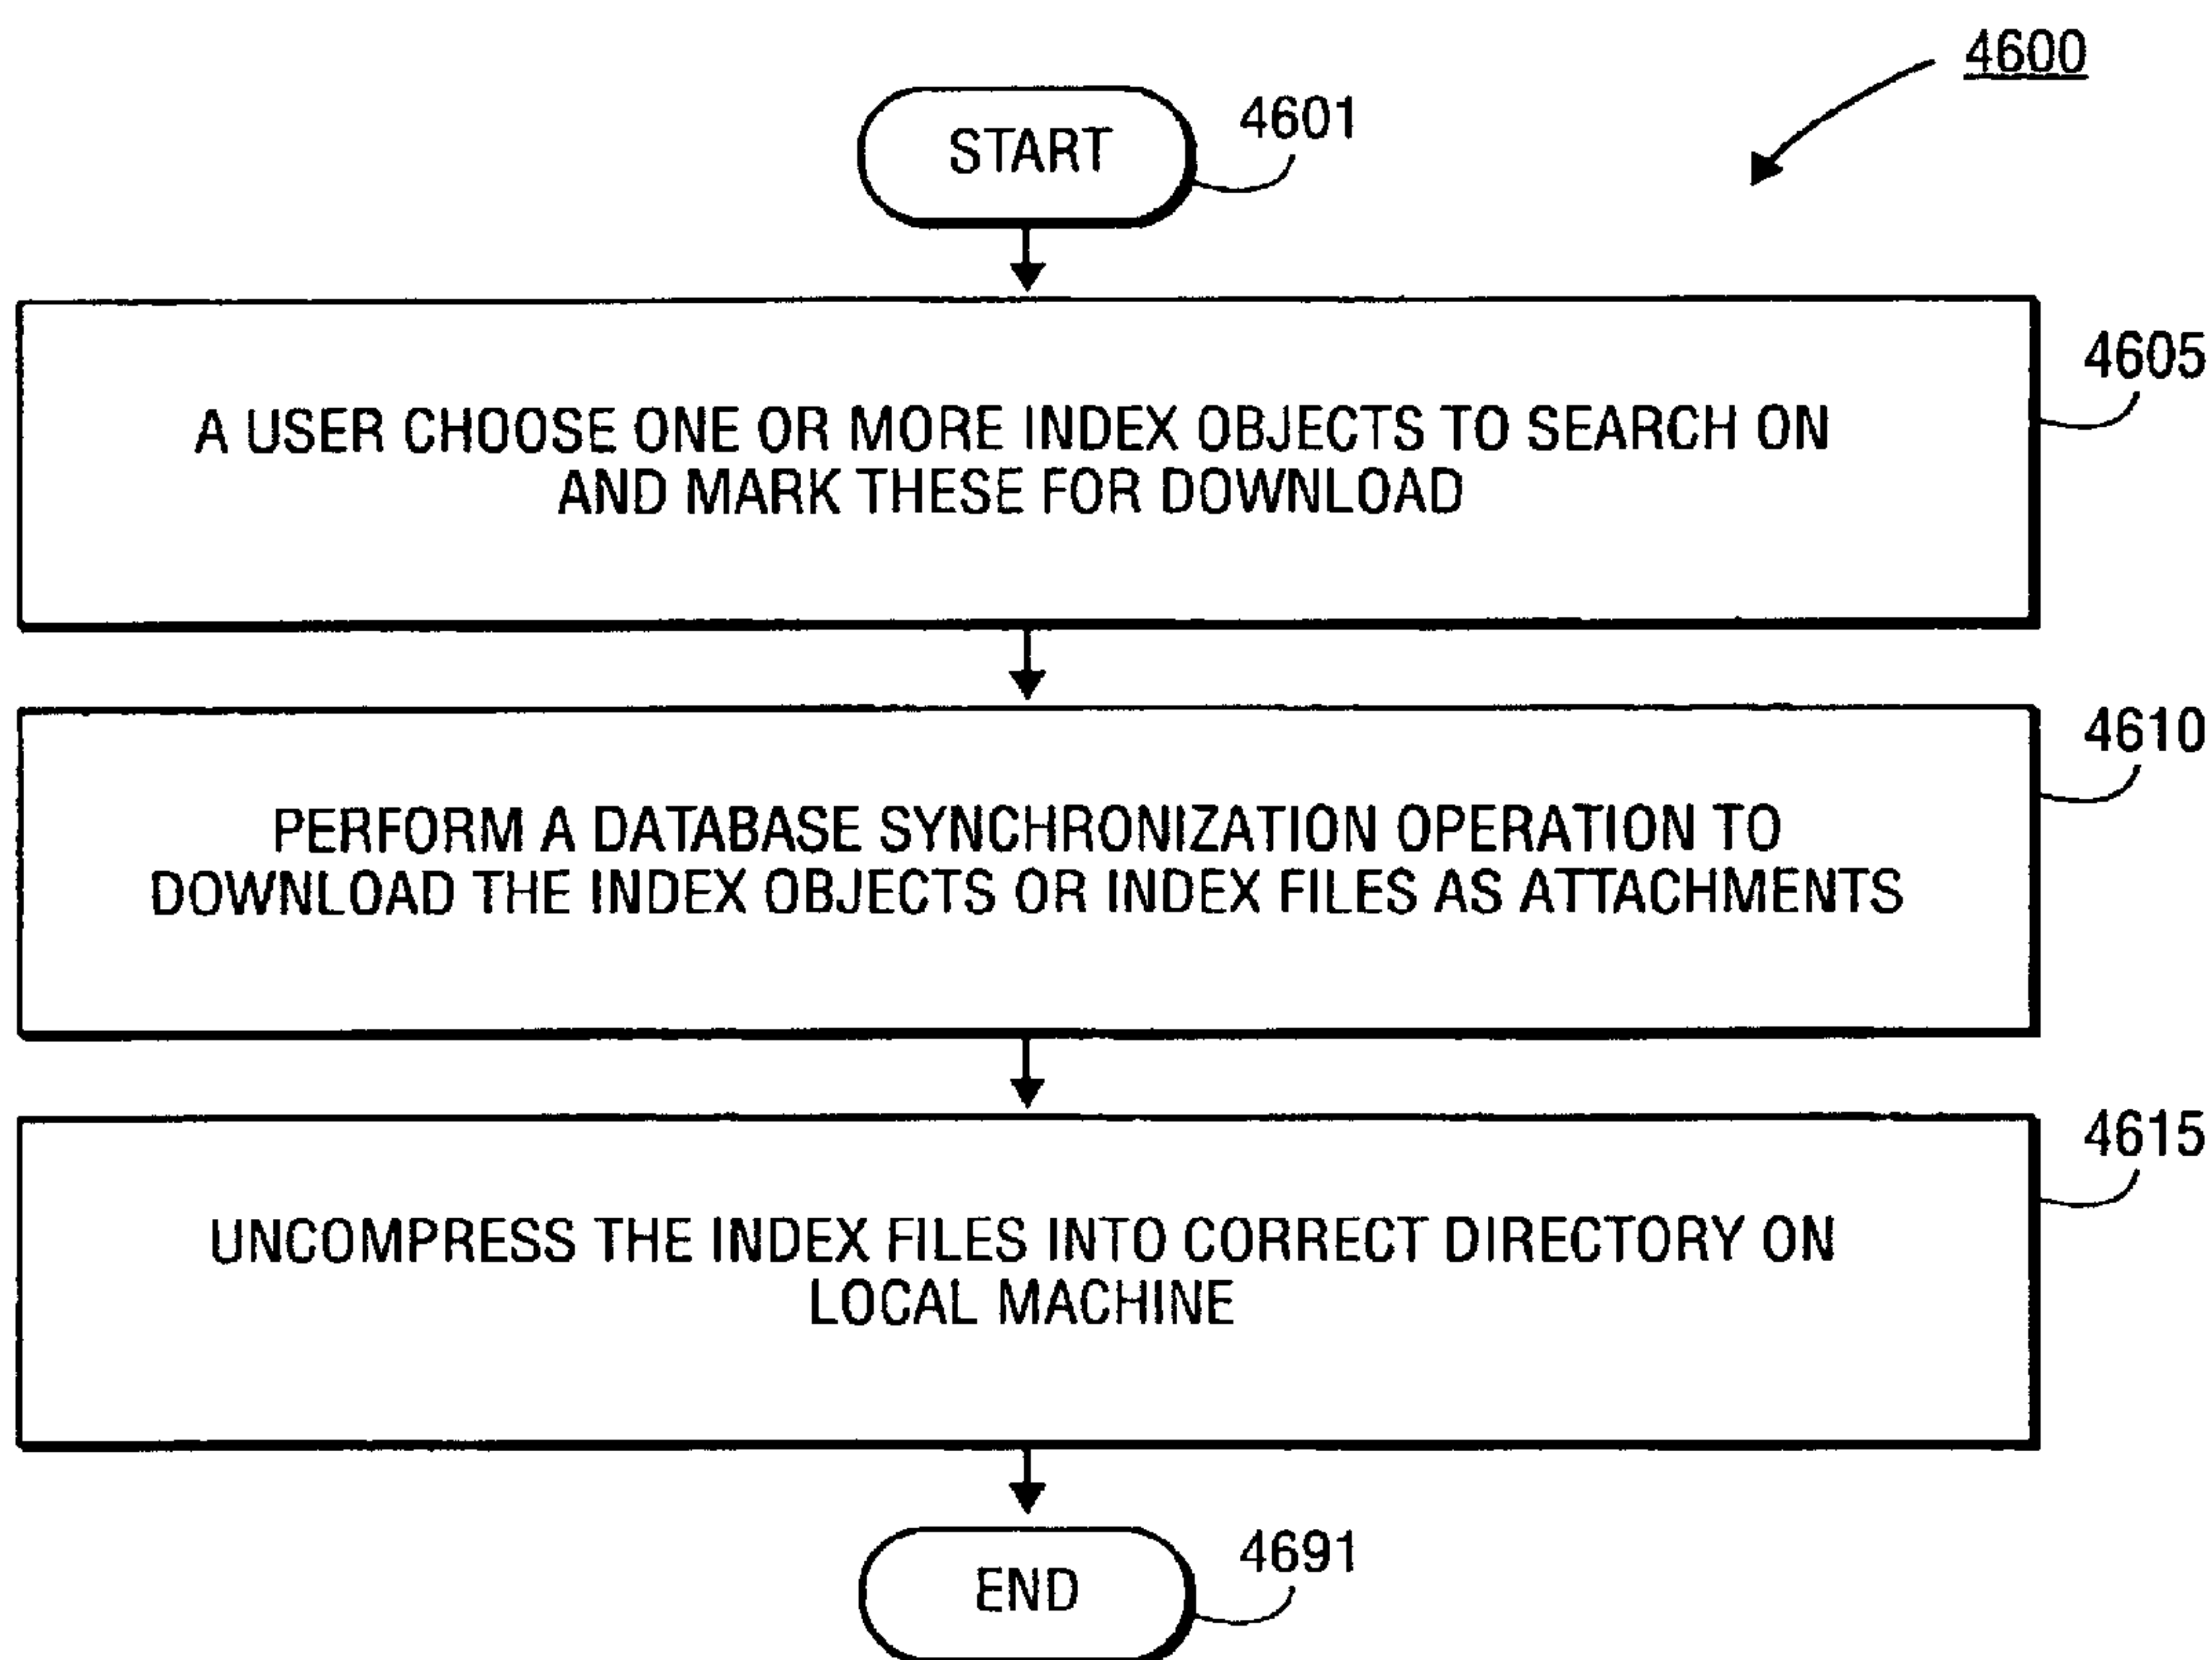 4600
START
4601
A USER CHOOSE ONE OR MORE INDEX OBJECTS TO SEARCH ON
AND MARK THESE FOR DOWNLOAD
4605
PERFORM A DATABASE SYNCHRONIZATION OPERATION TO
DOWNLOAD THE INDEX OBJECTS OR INDEX FILES AS ATTACHMENTS
4610
UNCOMPRESS THE INDEX FILES INTO CORRECT DIRECTORY ON
LOCAL MACHINE
4615
END
4691